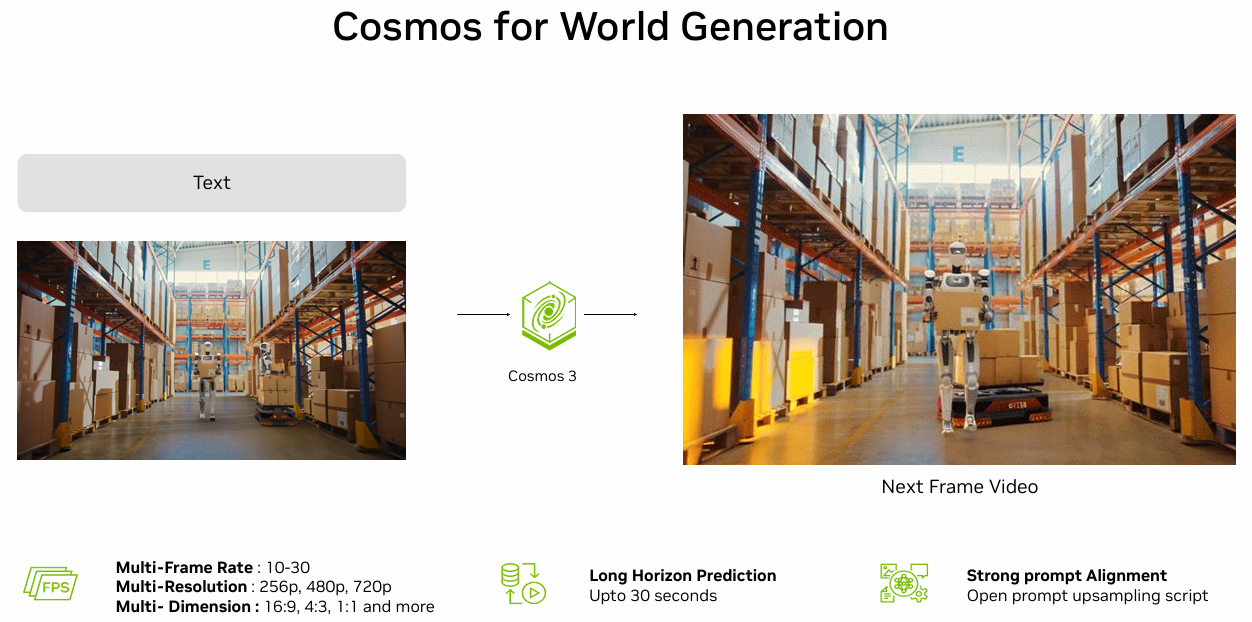 Cosmos for World Generation
Text
E
E
Cosmos 3
Next Frame Video
FPS
Multi-Frame Rate : 10-30
Multi-Resolution : 256p, 480p, 720p
Multi- Dimension : 16:9, 4:3, 1:1 and more
Long Horizon Prediction
Upto 30 seconds
Strong prompt Alignment
Open prompt upsampling script